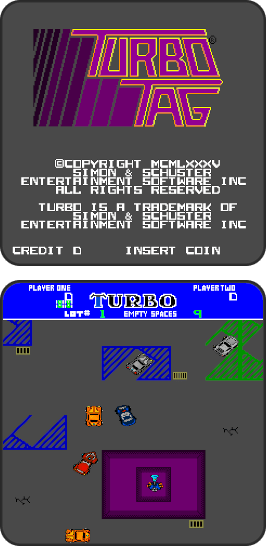 TURBO©
TAG
©COPYRIGHT MCMLXXXV
SIMON & SCHUSTER
ENTERTAINMENT SOFTWARE INC
ALL RIGHTS RESERVED
TURBO IS A TRADEMARK OF
SIMON & SCHUSTER
ENTERTAINMENT SOFTWARE INC
CREDIT 0 INSERT COIN
PLAYER ONE PLAYER TWO
0 TURBO 0
LOT# 1 EMPTY SPACES 9